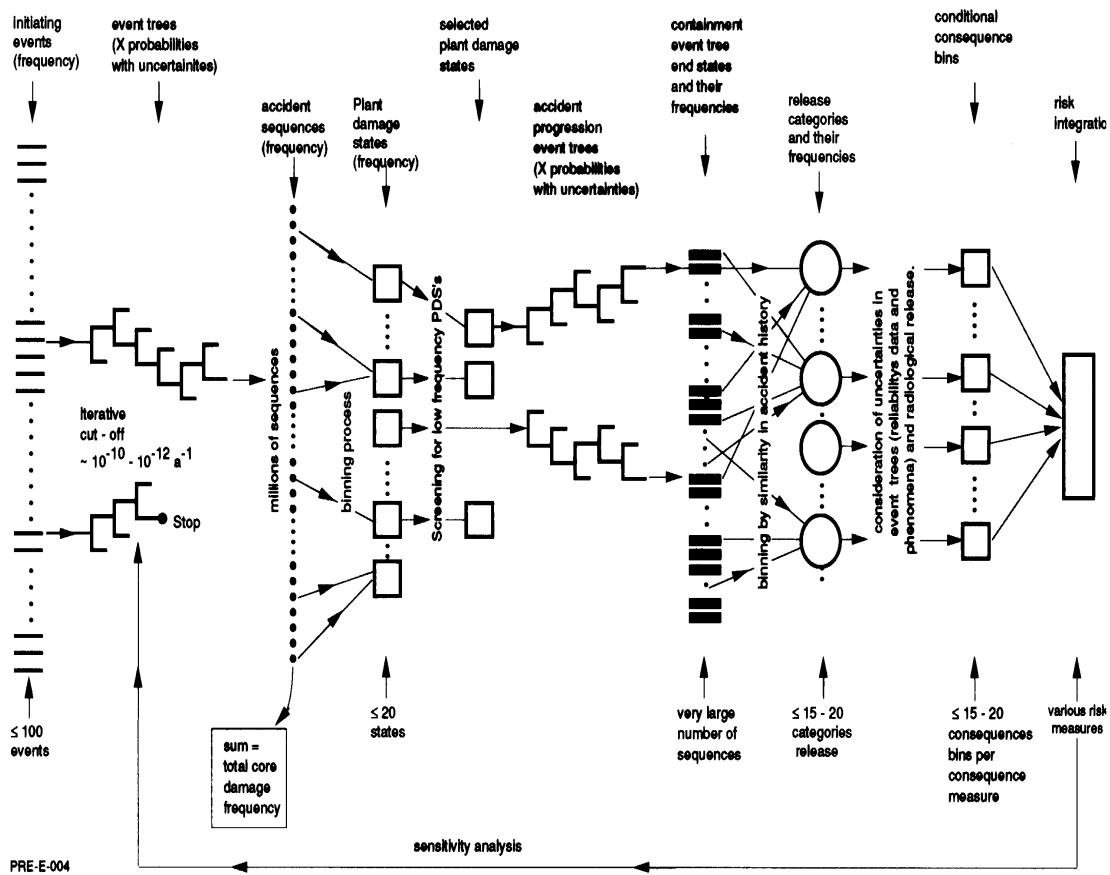 Initiating
events
(frequency)
event trees
(X probabilities
with uncertainites)
accident
sequences
(frequency)
Plant
damage
states
(frequency)
selected
plant damage
states
accident
progression
event trees
(X probabilities
with uncertainties)
containment
event tree
end states
and their
frequencies
release
categories
and their
frequencies
conditional
consequence
bins
risk
integratio
Iterative
cut - off
~ 10⁻¹⁰ - 10⁻¹² a⁻¹
Stop
millions of sequences
binning process
Screening for low frequency PDS's
binning by similarity in accident history
consideration of uncertainties in
event trees (reliabilitys data and
phenomena) and radiological release.
≤ 100
events
sum =
total core
damage
frequency
≤ 20
states
very large
number of
sequences
≤ 15 - 20
categories
release
≤ 15 - 20
consequences
bins per
consequence
measure
various risk
measures
sensitivity analysis
PRE-E-004